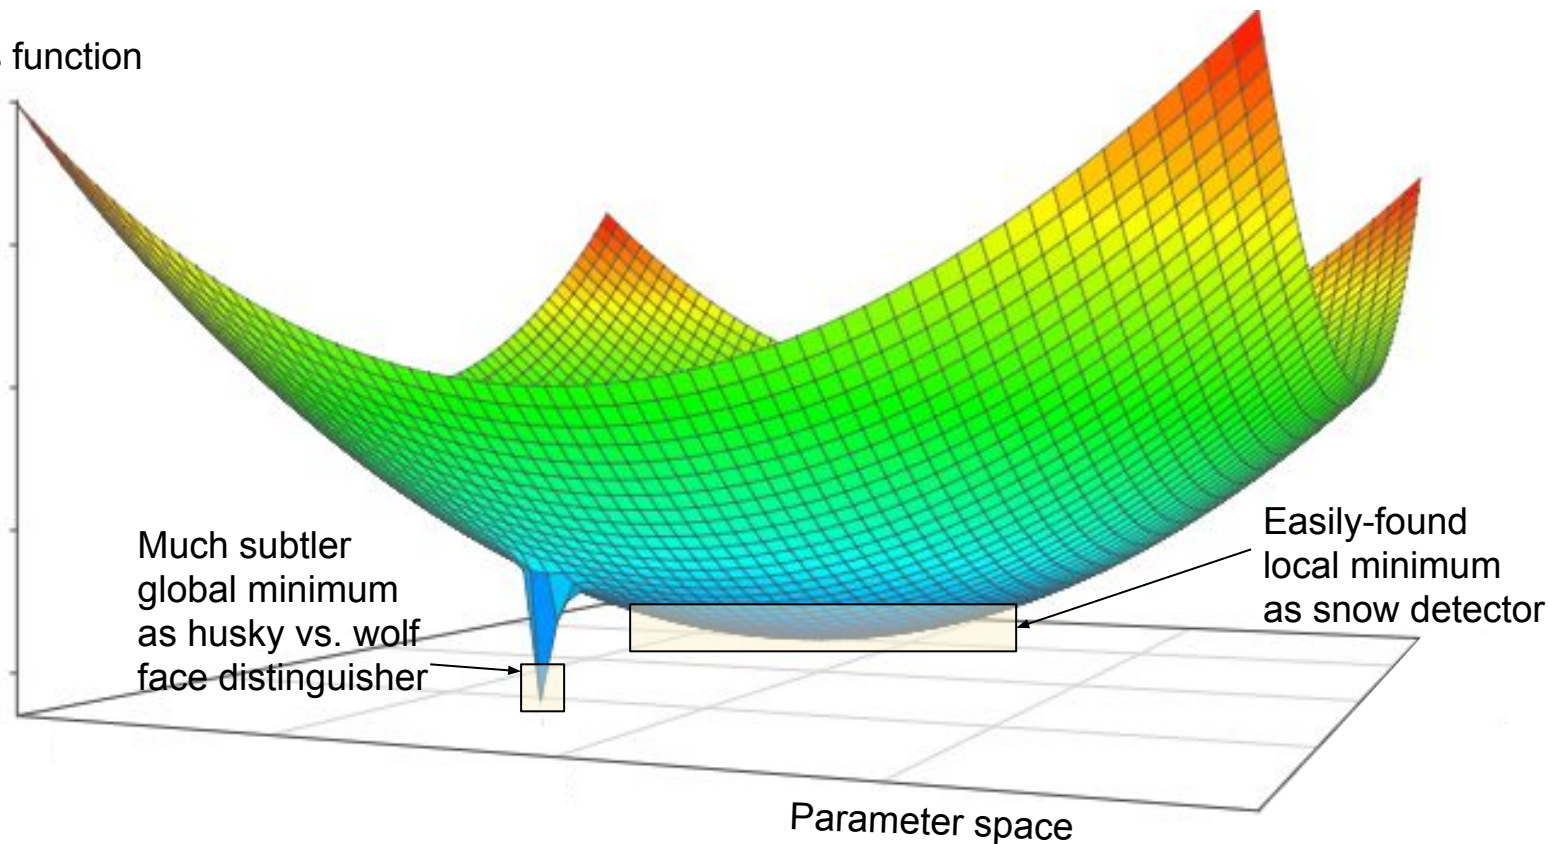 function
Much subtler
global minimum
as husky vs. wolf
face distinguisher
Easily-found
local minimum
as snow detector
Parameter space